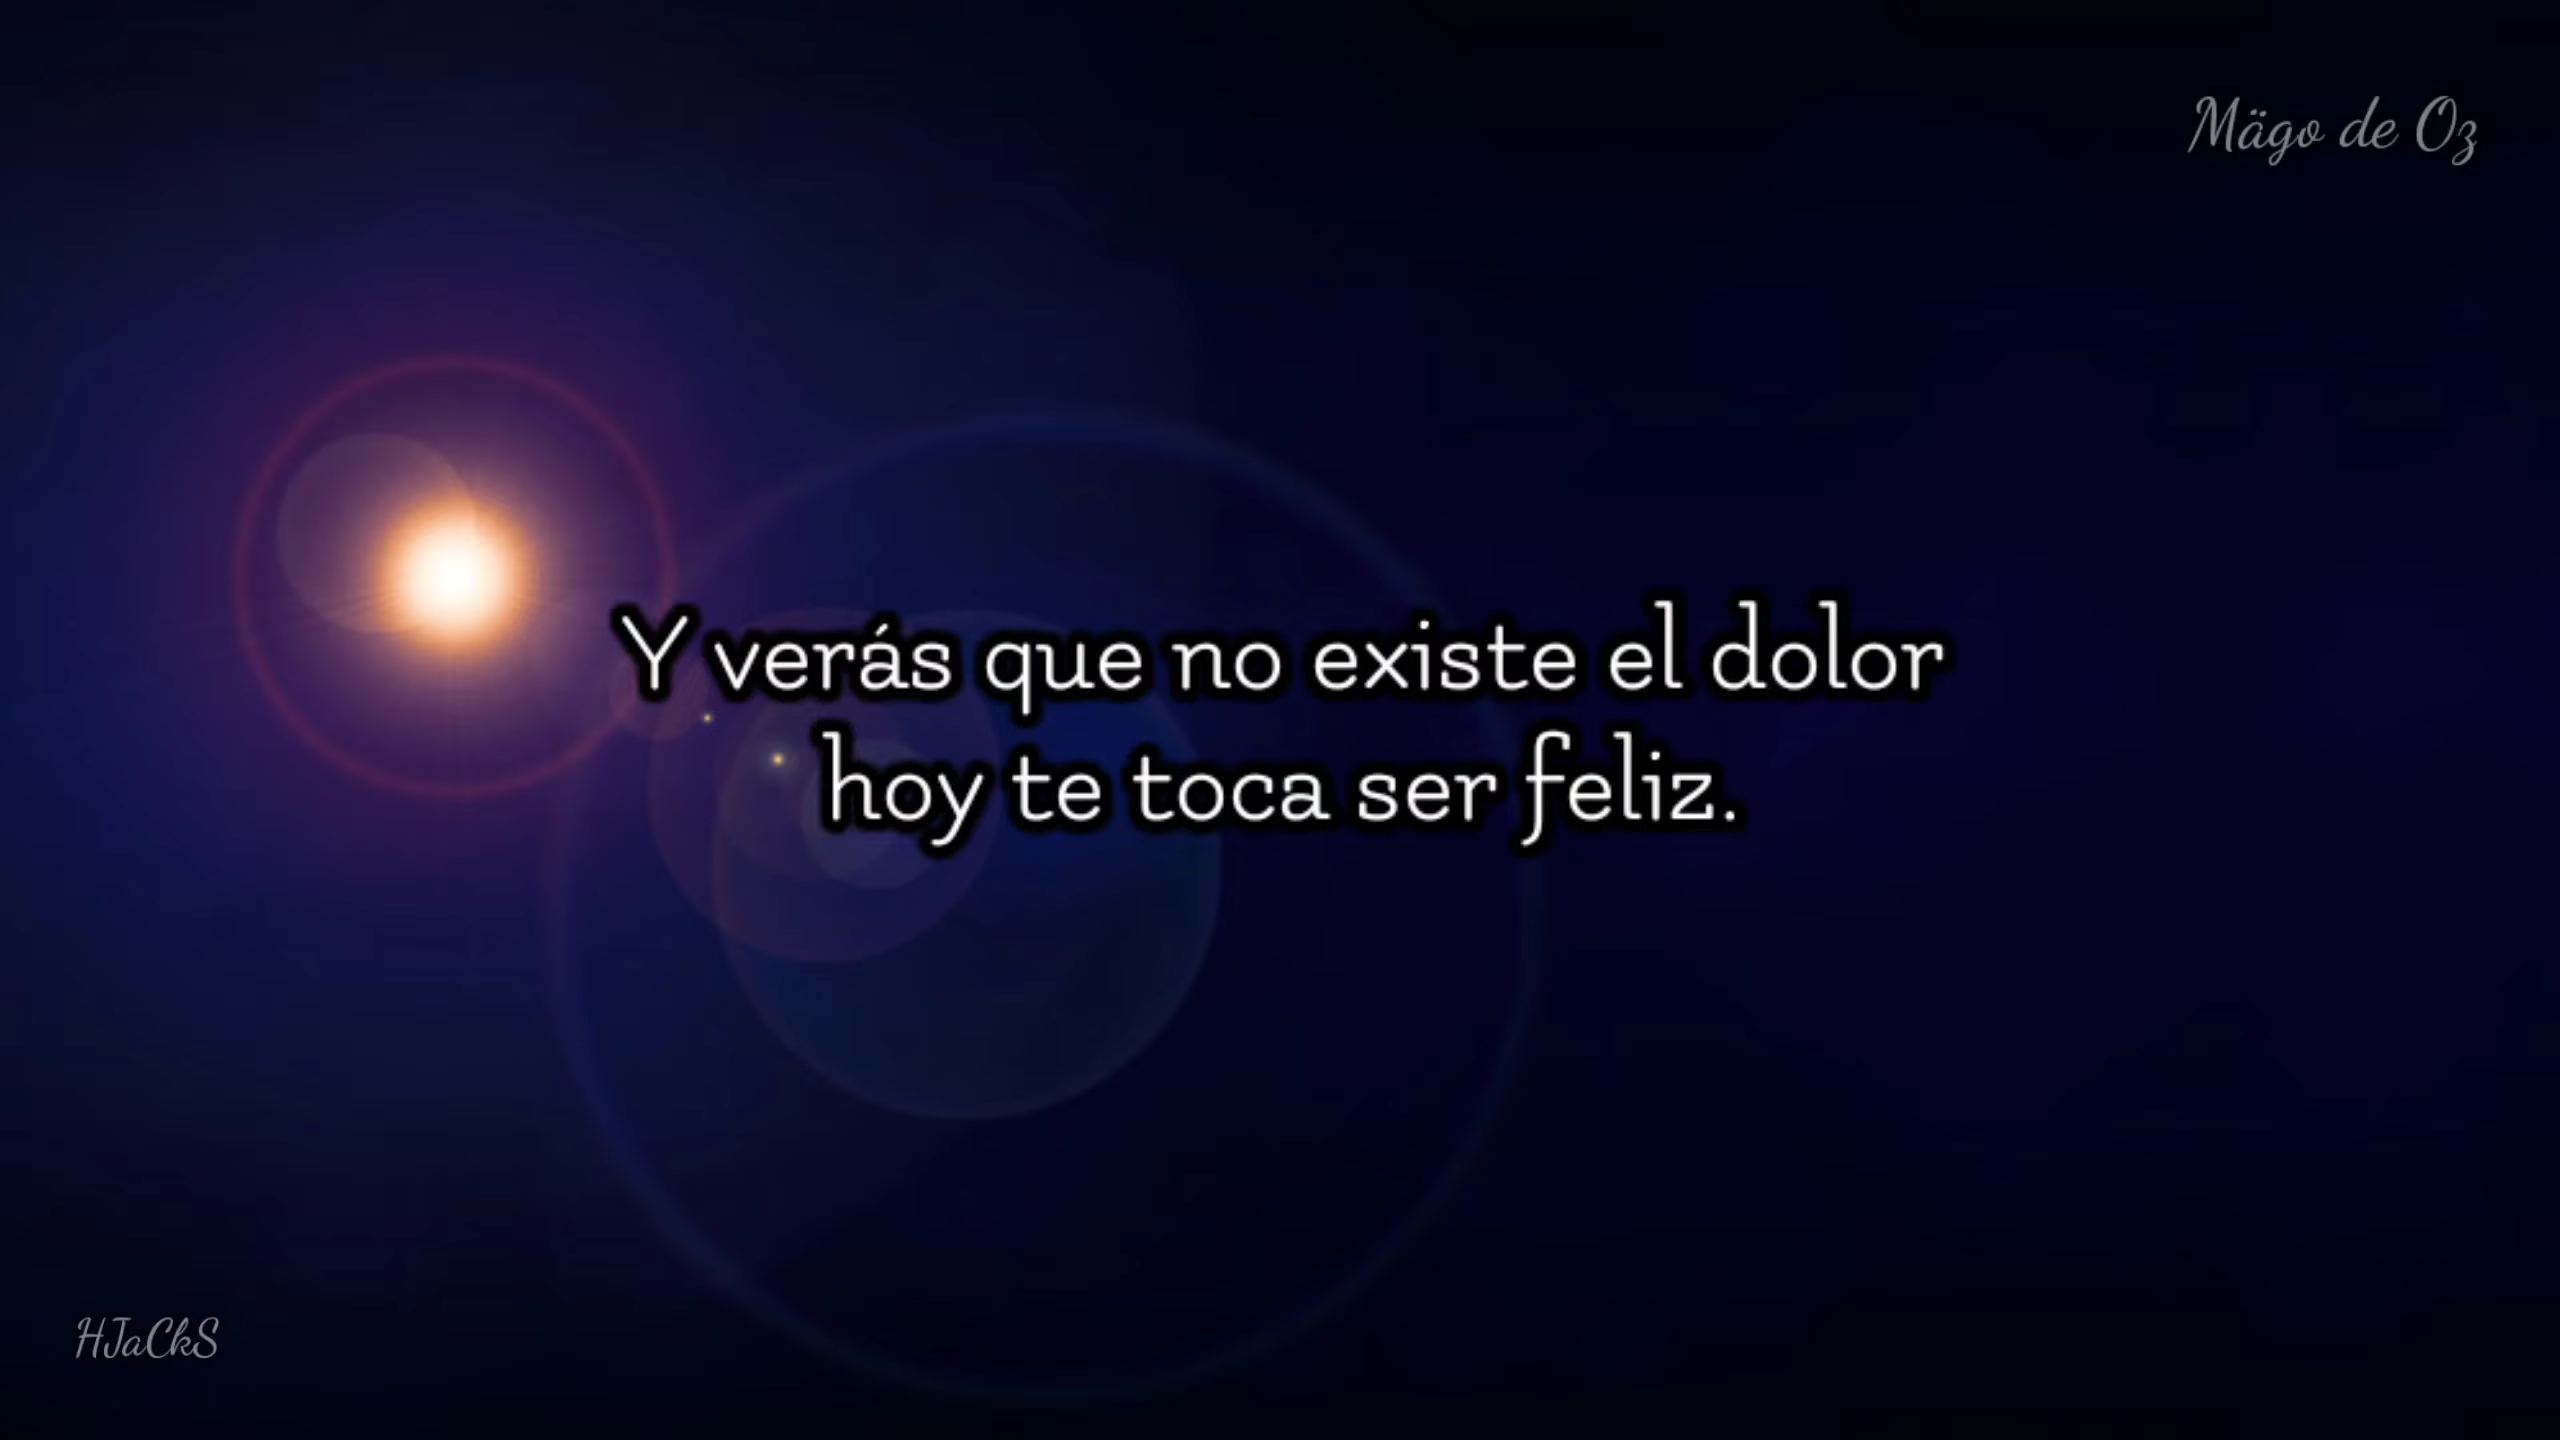 Mägo de Oz
Y verás que no existe el dolor
hoy te toca ser feliz.
HJaCkS